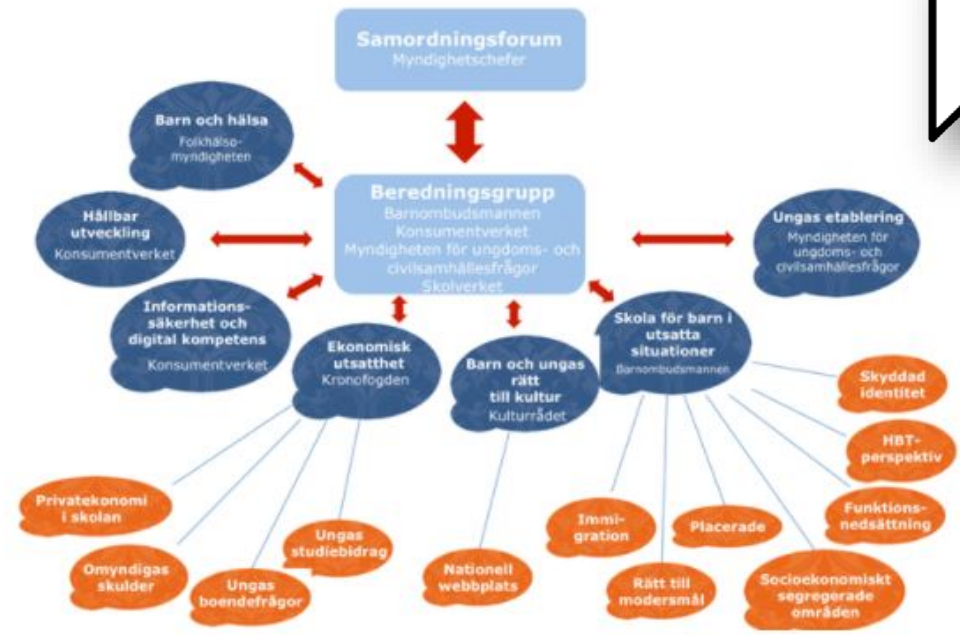 Samordningsforum
Myndighetschefer
Barn och hälsa
Folkhälso-
myndigheten
Beredningsgrupp
Barnombudsmannen
Konsumentverket
Myndigheten för ungdoms- och
civilsamhällesfrågor
Skolverket
Hållbar
utveckling
Konsumentverket
Ungas etablering
Myndigheten för
ungdoms- och
civilsamhällesfrågor
Informations-
säkerhet och
digital kompetens
Konsumentverket
Ekonomisk
utsatthet
Kronofogden
Barn och ungas
rätt
till kultur
Kulturrådet
Skola för barn i
utsatta
situationer
Barnombudsmannen
Skyddad
identitet
HBT-
perspektiv
Funktions-
nedsättning
Privatekonomi
i skolan
Omyndigas
skulder
Ungas
boendefrågor
Ungas
studiebidrag
Nationell
webbplats
Immi-
gration
Rätt till
modersmål
Placerade
Socioekonomiskt
segregerade
områden